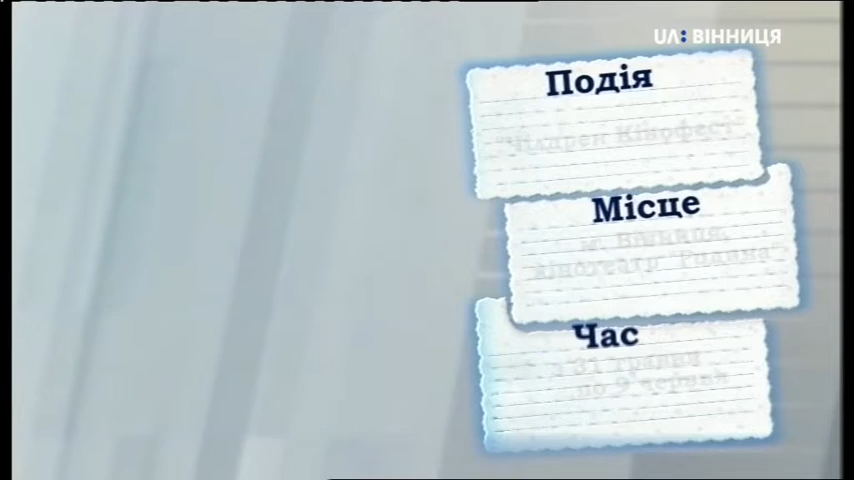 UA: ВІННИЦЯ
Подія
"Чілдрен Кінофест"
Місце
м. Вінниця,
кінотеатр "Родина"
Час
з 31 травня
по 9 червня